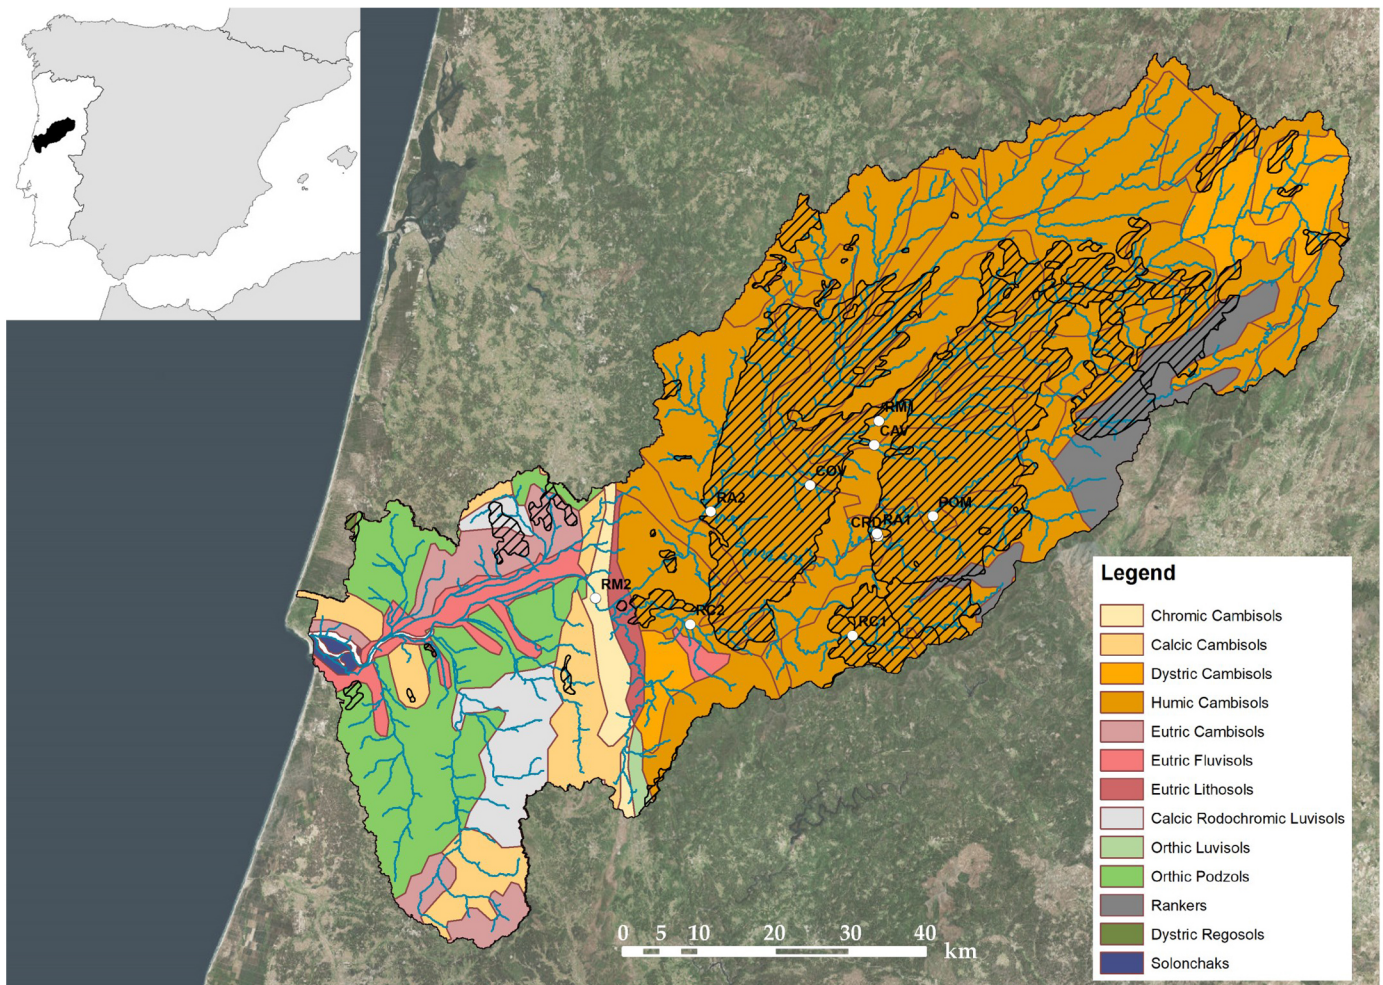 RM1
CAV
COV
RA2
POM
CPD RA1
RM2
RC2
RC1
Legend
Chromic Cambisols
Calcic Cambisols
Dystric Cambisols
Humic Cambisols
Eutric Cambisols
Eutric Fluvisols
Eutric Lithosols
Calcic Rodochromic Luvisols
Orthic Luvisols
Orthic Podzols
Rankers
Dystric Regosols
Solonchaks
0 5 10 20 30 40
km